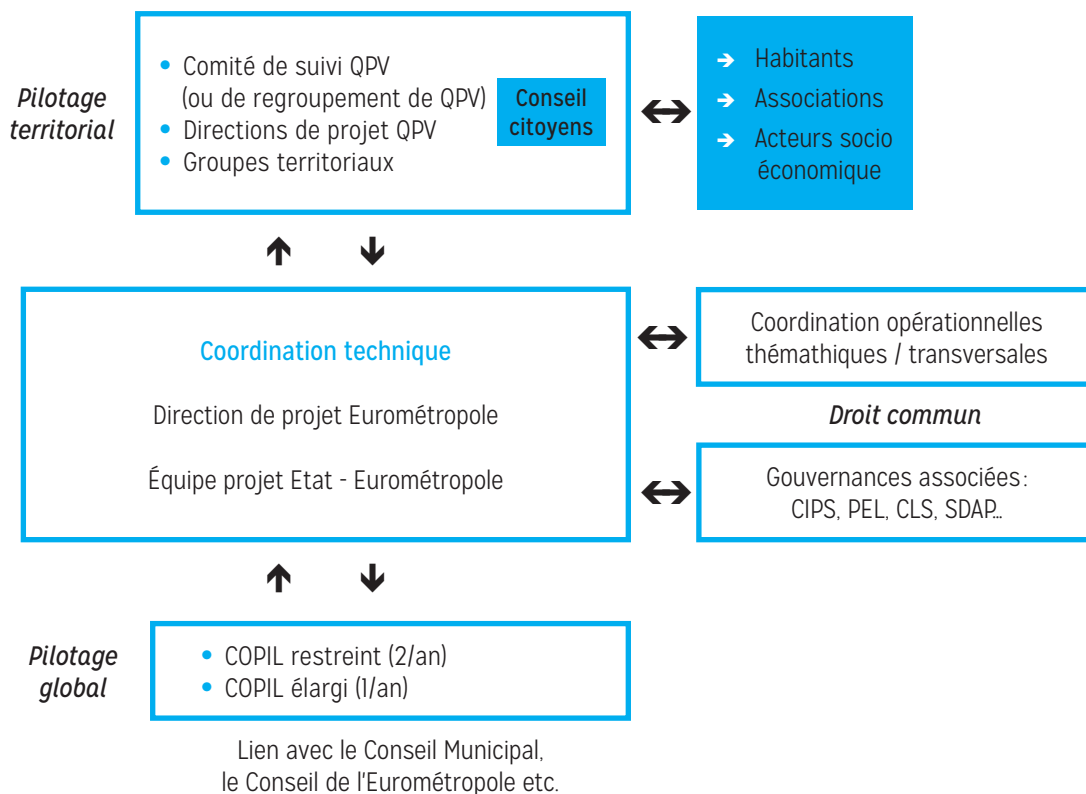 Pilotage
territorial
• Comité de suivi QPV
(ou de regroupement de QPV)
• Directions de projet QPV
• Groupes territoriaux
Conseil
citoyens
➔ Habitants
➔ Associations
➔ Acteurs socio
économique
Coordination technique
Direction de projet Eurométropole
Équipe projet Etat - Eurométropole
Coordination opérationnelles
thémathiques / transversales
Droit commun
Gouvernances associées :
CIPS, PEL, CLS, SDAP...
Pilotage
global
• COPIL restreint (2/an)
• COPIL élargi (1/an)
Lien avec le Conseil Municipal,
le Conseil de l'Eurométropole etc.